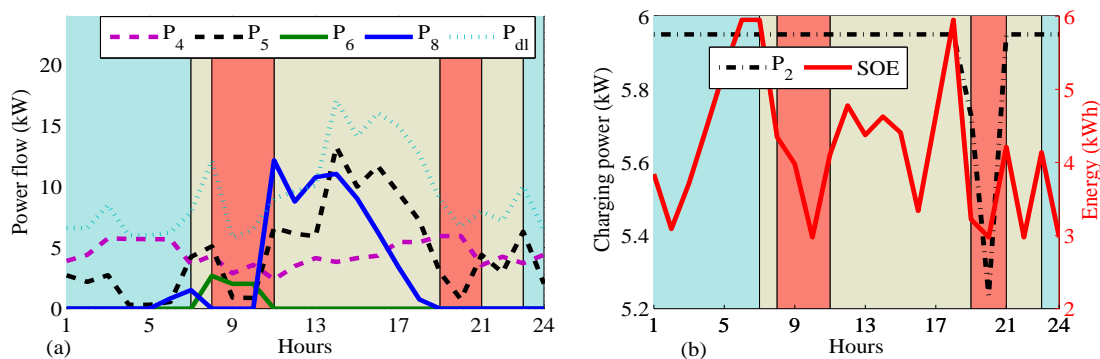 P4 P5 P6 P8 Pdl
20
15
10
5
0
Power flow (kW)
1 5 9 13 17 21 24
Hours
(a)
6
5.8
5.6
5.4
5.2
Charging power (kW)
P2 SOE
6
5
4
3
2
Energy (kWh)
1 5 9 13 17 21 24
Hours
(b)